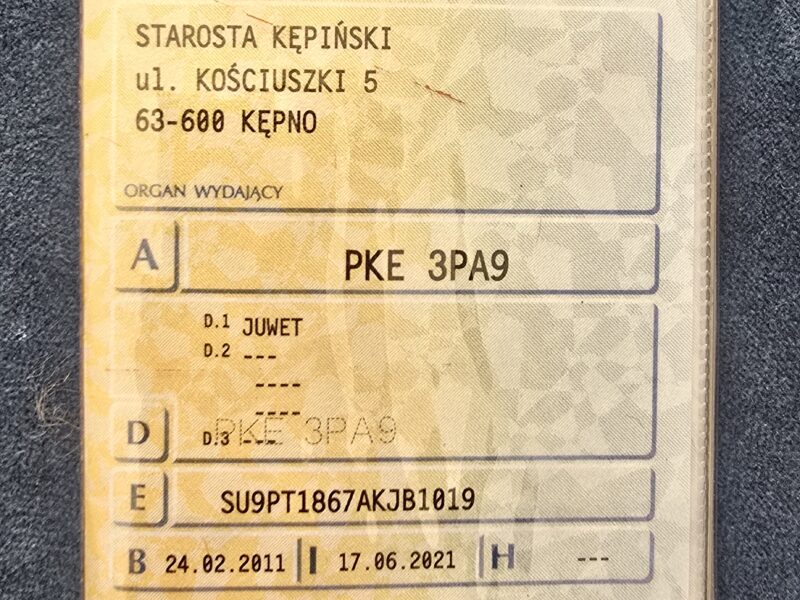 STAROSTA KĘPIŃSKI
ul. KOŚCIUSZKI 5
63-600 KĘPNO
ORGAN WYDAJĄCY
A PKE 3PA9
D.1 JUWET
D.2 ---
----
----
D D.3 --- PKE 3PA9
E SU9PT1867AKJB1019
B 24.02.2011 I 17.06.2021 H ---